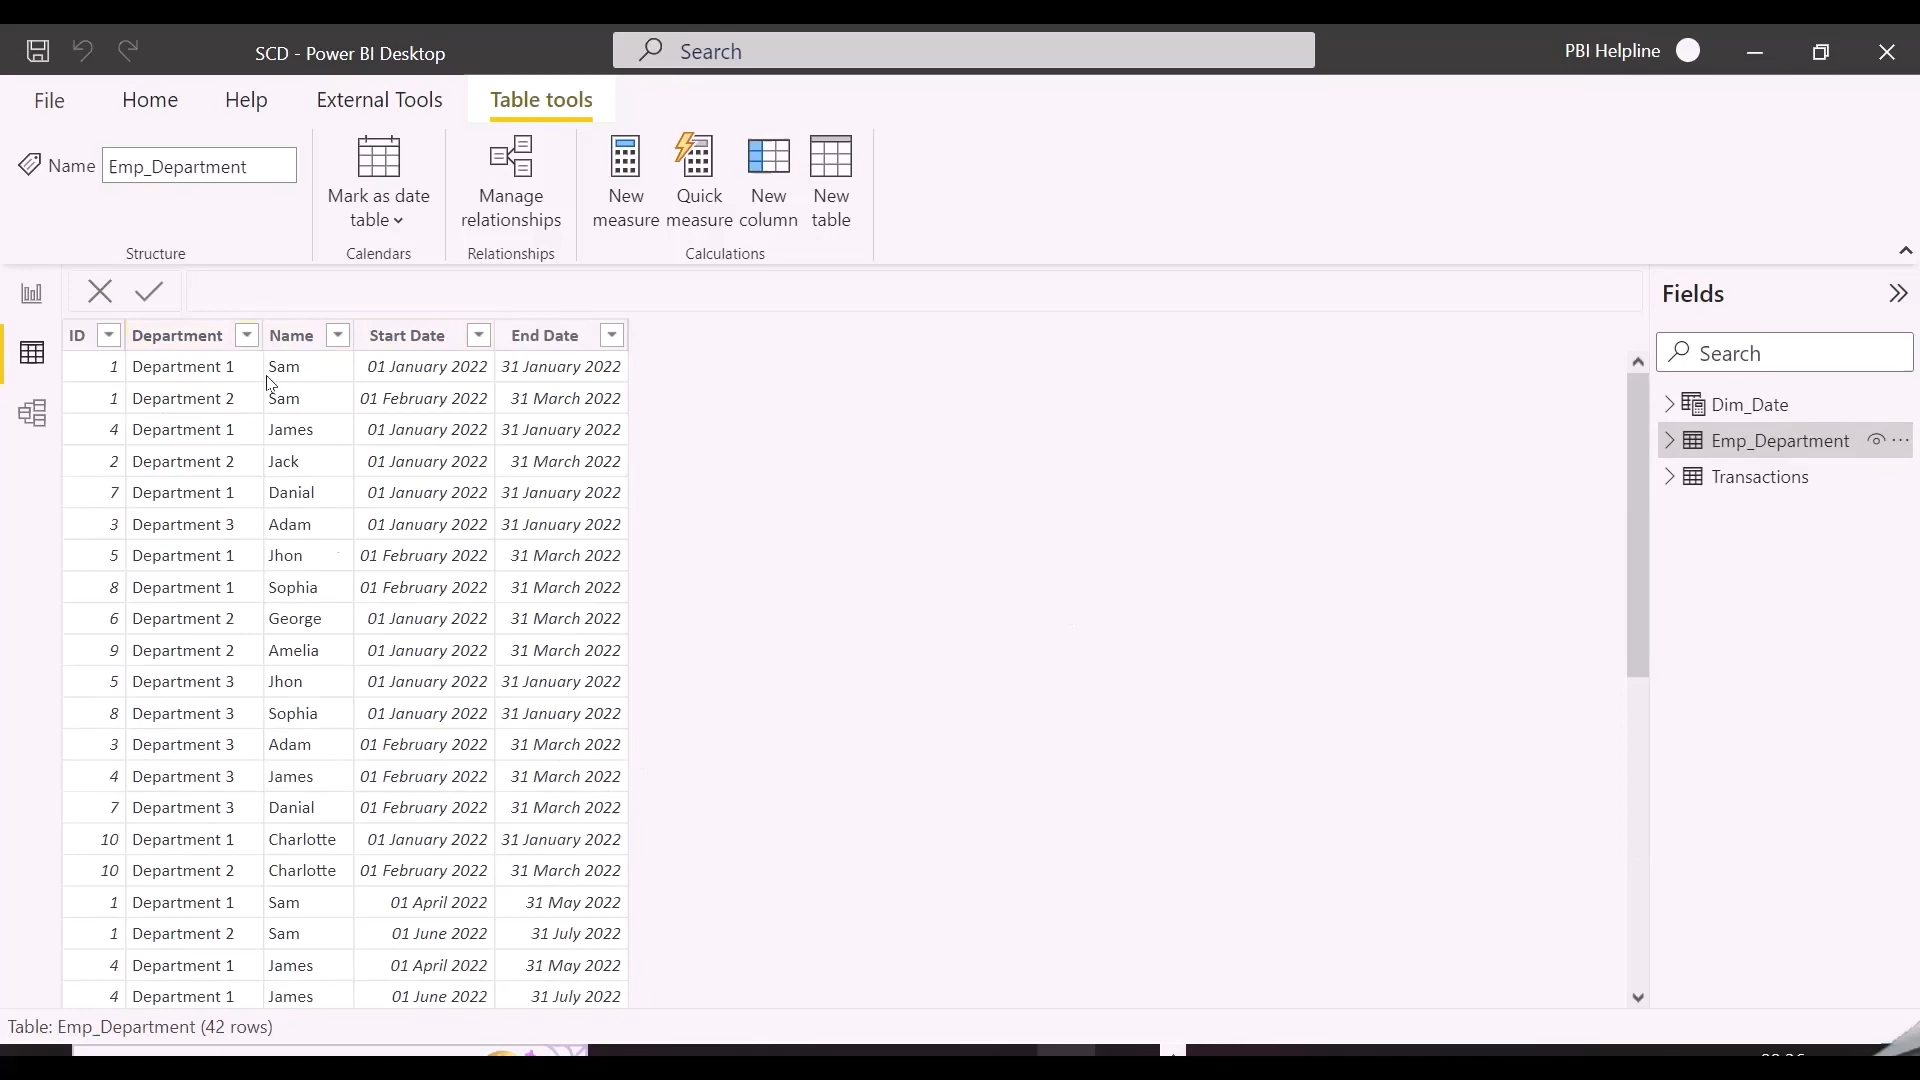 SCD - Power BI Desktop
Search
PBI Helpline
File
Home
Help
External Tools
Table tools
Name
Emp_Department
Mark as date
table
Manage
relationships
New
measure
Quick
measure
New
column
New
table
Structure
Calendars
Relationships
Calculations
ID Department Name Start Date End Date
1 Department 1 Sam 01 January 2022 31 January 2022
1 Department 2 Sam 01 February 2022 31 March 2022
4 Department 1 James 01 January 2022 31 January 2022
2 Department 2 Jack 01 January 2022 31 March 2022
7 Department 1 Danial 01 January 2022 31 January 2022
3 Department 3 Adam 01 January 2022 31 January 2022
5 Department 1 Jhon 01 February 2022 31 March 2022
8 Department 1 Sophia 01 February 2022 31 March 2022
6 Department 2 George 01 January 2022 31 March 2022
9 Department 2 Amelia 01 January 2022 31 March 2022
5 Department 3 Jhon 01 January 2022 31 January 2022
8 Department 3 Sophia 01 January 2022 31 January 2022
3 Department 3 Adam 01 February 2022 31 March 2022
4 Department 3 James 01 February 2022 31 March 2022
7 Department 3 Danial 01 February 2022 31 March 2022
10 Department 1 Charlotte 01 January 2022 31 January 2022
10 Department 2 Charlotte 01 February 2022 31 March 2022
1 Department 1 Sam 01 April 2022 31 May 2022
1 Department 2 Sam 01 June 2022 31 July 2022
4 Department 1 James 01 April 2022 31 May 2022
4 Department 1 James 01 June 2022 31 July 2022
Fields
Search
Dim_Date
Emp_Department
Transactions
Table: Emp_Department (42 rows)